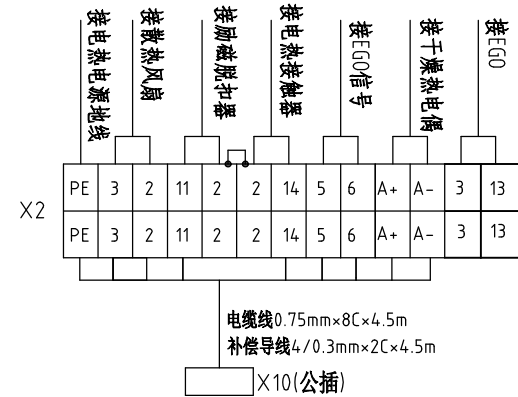 接电热电源地线
接散热风扇
接励磁脱扣器
接电热接触器
接EGO信号
接干燥热电偶
接EGO
X2
PE 3 2 11 2 2 14 5 6 A+ A- 3 13
PE 3 2 11 2 2 14 5 6 A+ A- 3 13
电缆线0.75mm×8C×4.5m
补偿导线4/0.3mm×2C×4.5m
X10(公插)